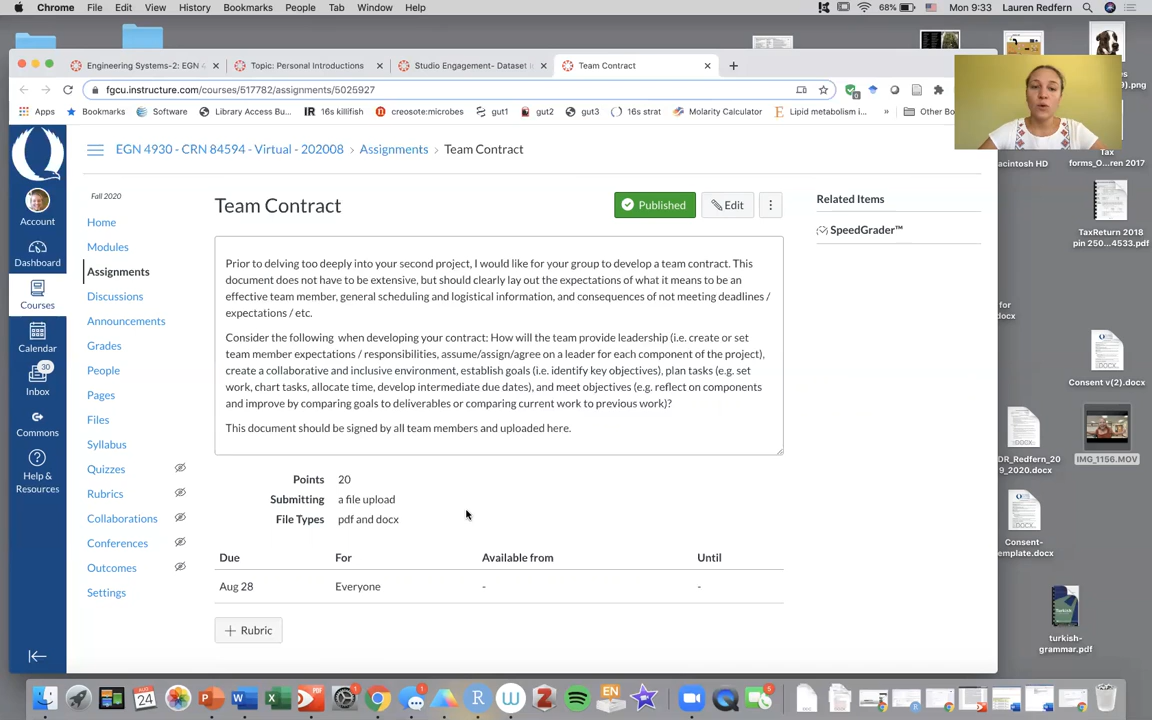 Chrome File Edit View History Bookmarks People Tab Window Help 68% Mon 9:33 Lauren Redfern
Engineering Systems-2: EGN 4
Topic: Personal Introductions
Studio Engagement- Dataset in
Team Contract
fgcu.instructure.com/courses/517782/assignments/5025927
Apps Bookmarks Software Library Access Bu... 16s killifish creosote:microbes gut1 gut2 gut3 16s strat Molarity Calculator Lipid metabolism i... » Other Bo
EGN 4930 - CRN 84594 - Virtual - 202008 › Assignments › Team Contract
Account
Dashboard
Courses
Calendar
30
Inbox
Commons
Help &
Resources
Fall 2020
Home
Modules
Assignments
Discussions
Announcements
Grades
People
Pages
Files
Syllabus
Quizzes
Rubrics
Collaborations
Conferences
Outcomes
Settings
Team Contract
Published
Edit
Related Items
SpeedGrader™
Prior to delving too deeply into your second project, I would like for your group to develop a team contract. This
document does not have to be extensive, but should clearly lay out the expectations of what it means to be an
effective team member, general scheduling and logistical information, and consequences of not meeting deadlines /
expectations / etc.
Consider the following when developing your contract: How will the team provide leadership (i.e. create or set
team member expectations / responsibilities, assume/assign/agree on a leader for each component of the project),
create a collaborative and inclusive environment, establish goals (i.e. identify key objectives), plan tasks (e.g. set
work, chart tasks, allocate time, develop intermediate due dates), and meet objectives (e.g. reflect on components
and improve by comparing goals to deliverables or comparing current work to previous work)?
This document should be signed by all team members and uploaded here.
Points 20
Submitting a file upload
File Types pdf and docx
Due For Available from Until
Aug 28 Everyone - -
+ Rubric
s
).png
acintosh HD
Tax
forms_O...ren 2017
TaxReturn 2018
pin 250...4533.pdf
for
docx
Consent v(2).docx
DR_Redfern_20
9_2020.docx
IMG_1156.MOV
Consent-
emplate.docx
turkish-
grammar.pdf